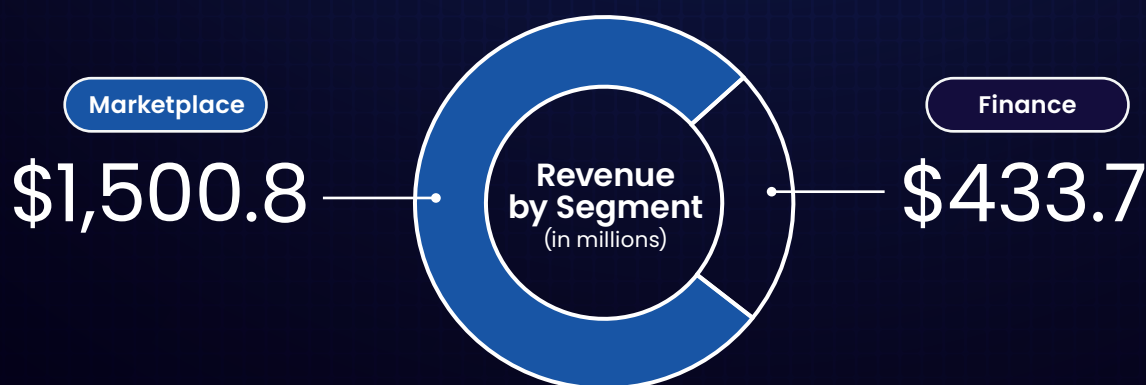 Marketplace
$1,500.8
Revenue
by Segment
(in millions)
Finance
$433.7